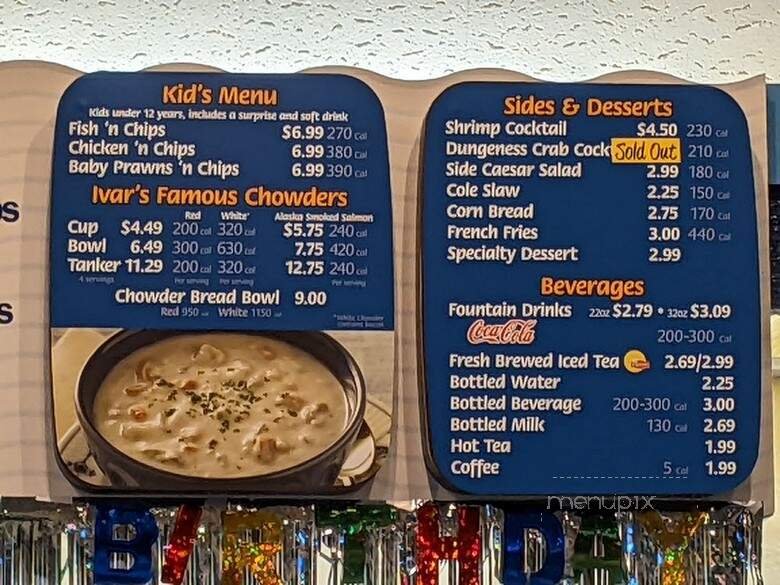 Kid's Menu
Kids under 12 years, includes a surprise and soft drink
Fish 'n Chips $6.99 270 Cal
Chicken 'n Chips 6.99 380 Cal
Baby Prawns 'n Chips 6.99 390 Cal
Ivar's Famous Chowders
Red White* Alaska Smoked Salmon
Cup $4.49 200 cal 320 cal $5.75 240 cal
Bowl 6.49 300 cal 630 cal 7.75 420 cal
Tanker 11.29 200 cal 320 cal 12.75 240 cal
4 servings Per serving Per serving Per serving
Chowder Bread Bowl 9.00
Red 950 cal White 1150 cal
*White Chowder
contains bacon
Sides & Desserts
Shrimp Cocktail $4.50 230 Cal
Dungeness Crab Cock Sold Out 210 Cal
Side Caesar Salad 2.99 180 Cal
Cole Slaw 2.25 150 Cal
Corn Bread 2.75 170 Cal
French Fries 3.00 440 Cal
Specialty Dessert 2.99
Beverages
Fountain Drinks 22oz $2.79 • 32oz $3.09
Coca-Cola 200-300 Cal
Fresh Brewed Iced Tea 2.69/2.99
Bottled Water 2.25
Bottled Beverage 200-300 Cal 3.00
Bottled Milk 130 Cal 2.69
Hot Tea 1.99
Coffee 5 Cal 1.99
menupix
BIRTHDAY